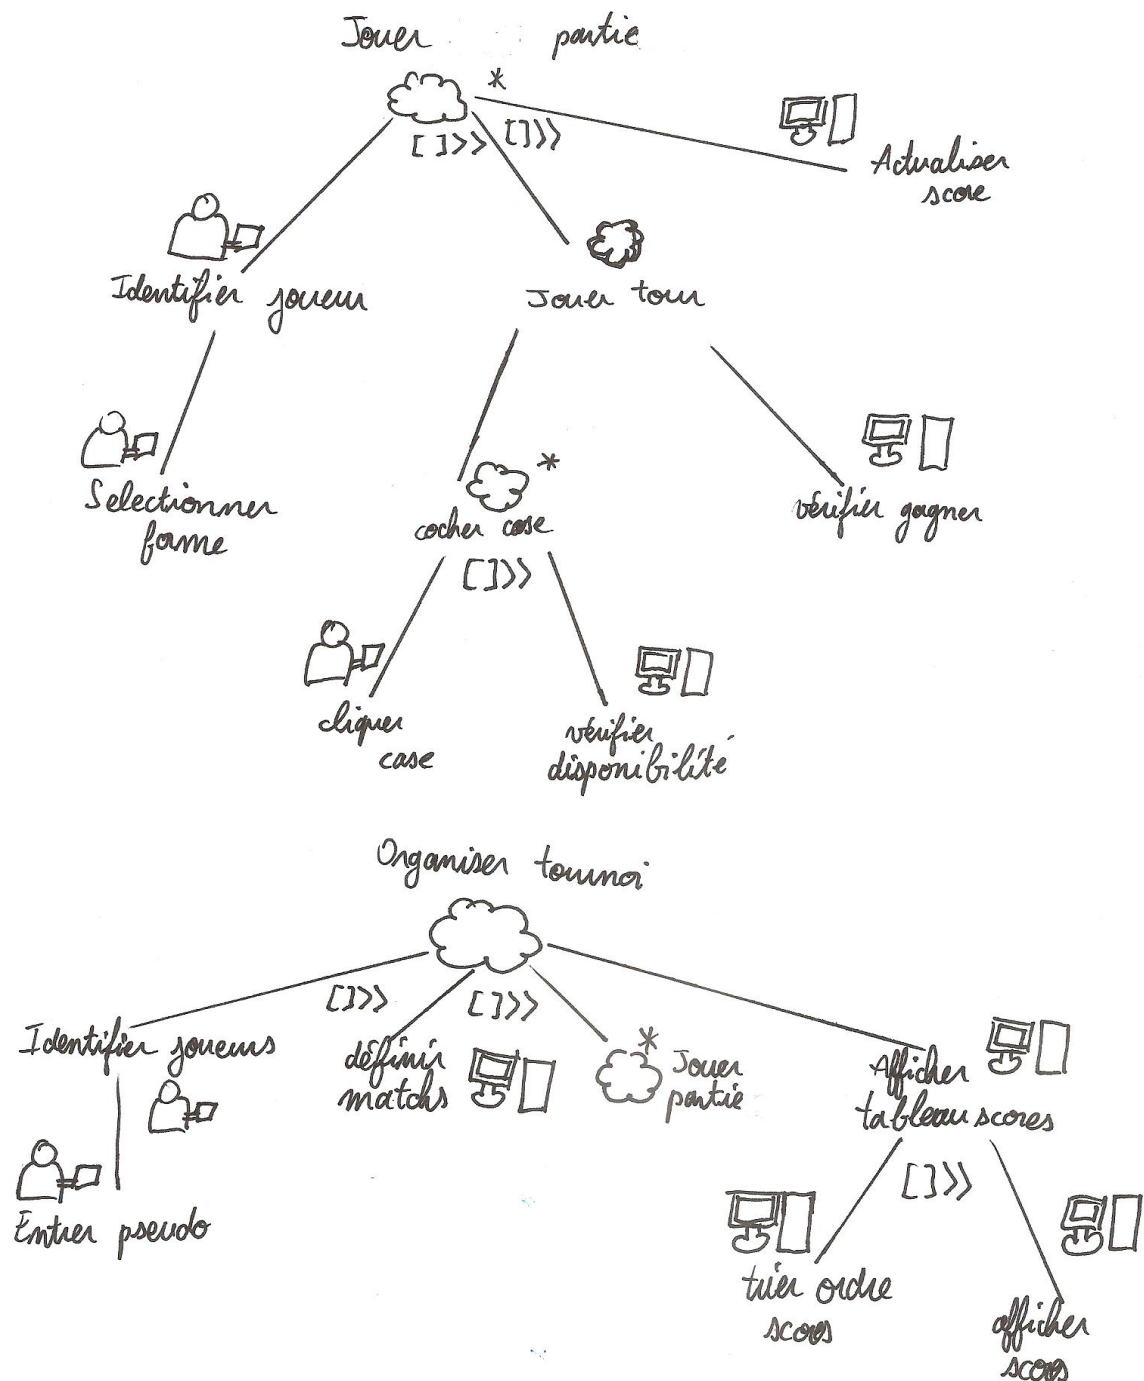 Jouer partie
*
[]>> []>>
Actualiser
score
Identifier joueur
Jouer tour
Selectionner
forme
*
cocher case
vérifier gagner
[]>>
cliquer
case
vérifier
disponibilité
Organiser tournoi
[]>> []>>
Identifier joueurs
définir
matchs
*
Jouer
partie
Afficher
tableau scores
[]>>
Entrer pseudo
trier ordre
scores
afficher
scores